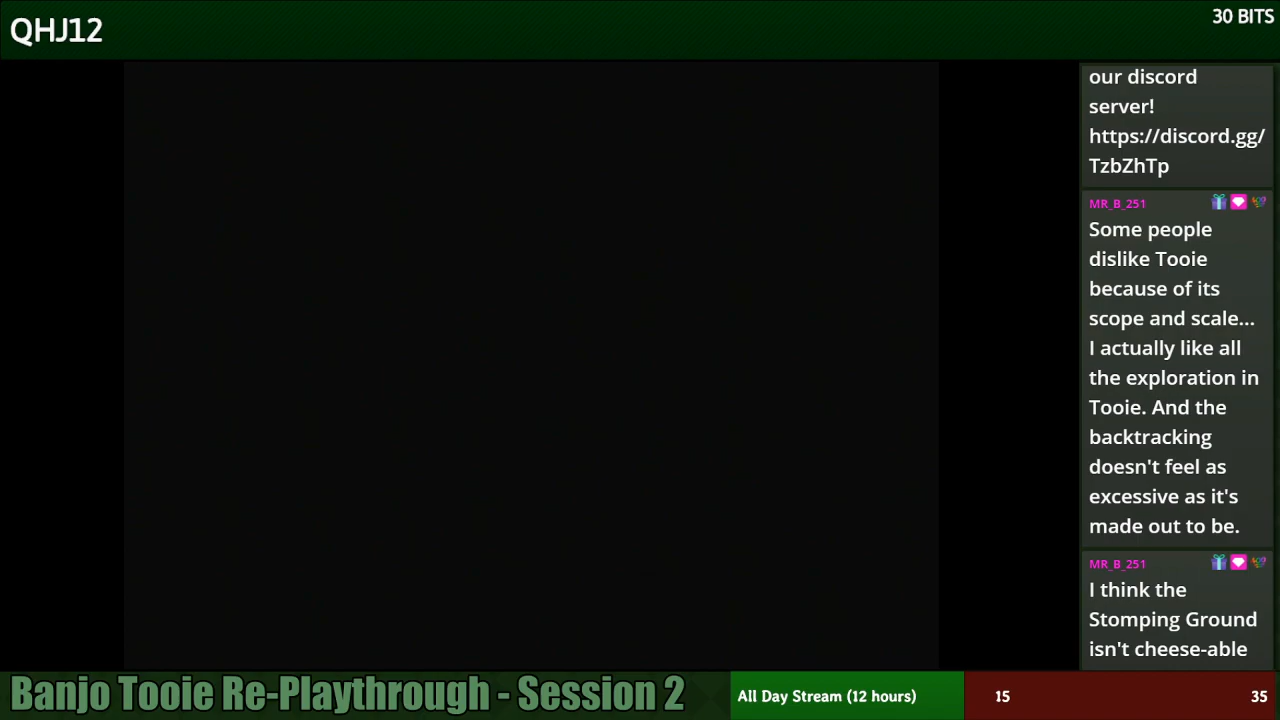 QHJ12
30 BITS
our discord
server!
https://discord.gg/
TzbZhTp
MR_B_251
Some people
dislike Tooie
because of its
scope and scale...
I actually like all
the exploration in
Tooie. And the
backtracking
doesn't feel as
excessive as it's
made out to be.
MR_B_251
I think the
Stomping Ground
isn't cheese-able
Banjo Tooie Re-Playthrough - Session 2
All Day Stream (12 hours)
15
35